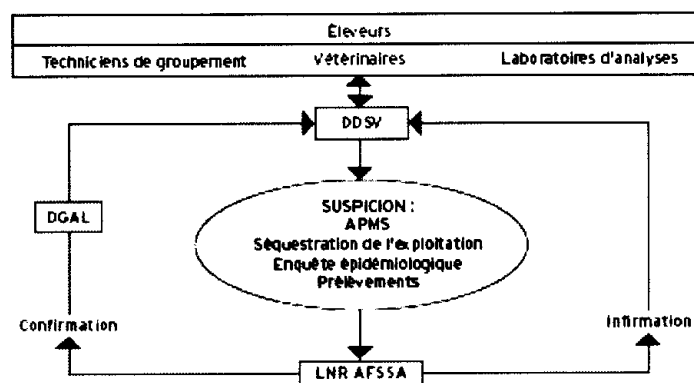 Éleveurs
Techniciens de groupement Vétérinaires Laboratoires d'analyses
DDSV
DGAL
SUSPICION :
APMS
Séquestration de l'exploitation
Enquête épidémiologique
Prélèvements
Confirmation
Infirmation
LNR AFSSA